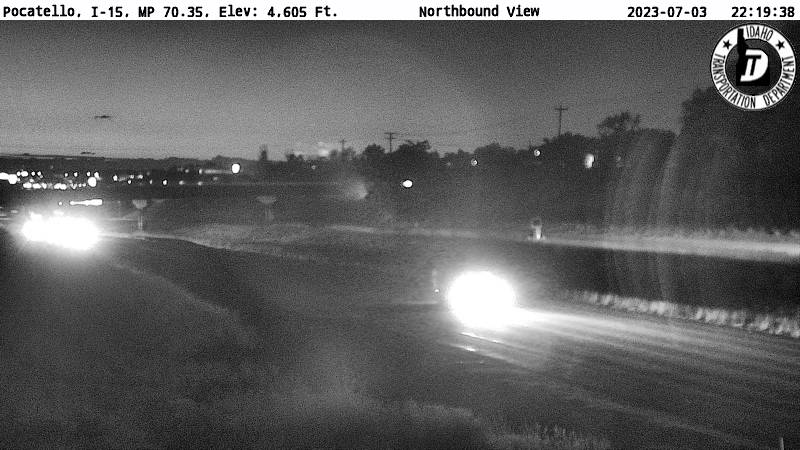 Pocatello, I-15, MP 70.35, Elev: 4,605 Ft. Northbound View 2023-07-03 22:19:38
IDAHO
TRANSPORTATION DEPARTMENT